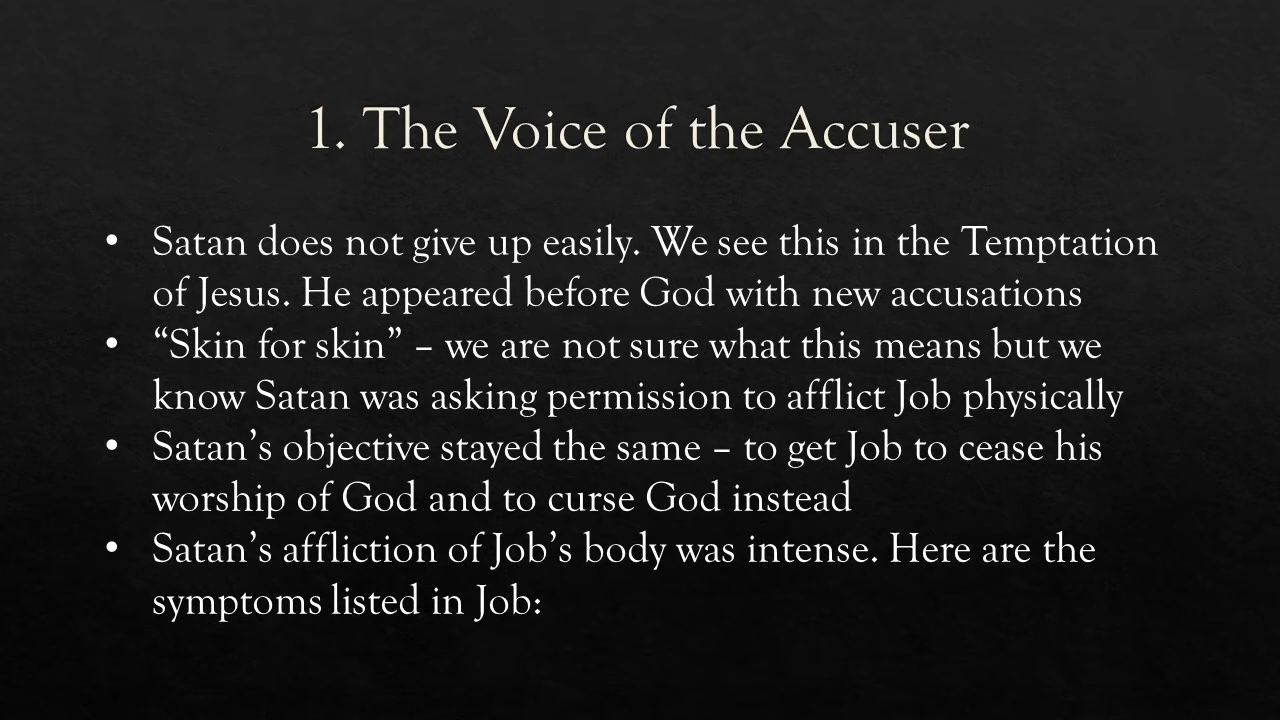 1. The Voice of the Accuser
• Satan does not give up easily. We see this in the Temptation
of Jesus. He appeared before God with new accusations
• “Skin for skin” – we are not sure what this means but we
know Satan was asking permission to afflict Job physically
• Satan’s objective stayed the same – to get Job to cease his
worship of God and to curse God instead
• Satan’s affliction of Job’s body was intense. Here are the
symptoms listed in Job: